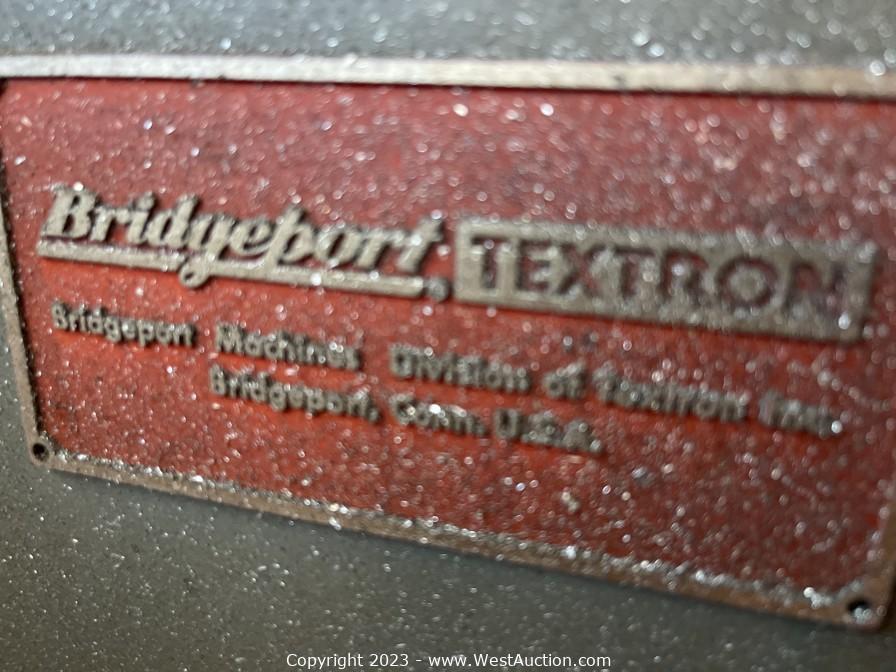 Bridgeport® TEXTRON
Bridgeport Machines Division of Textron Inc.
Bridgeport, Conn. U.S.A.
Copyright 2023 - www.WestAuction.com